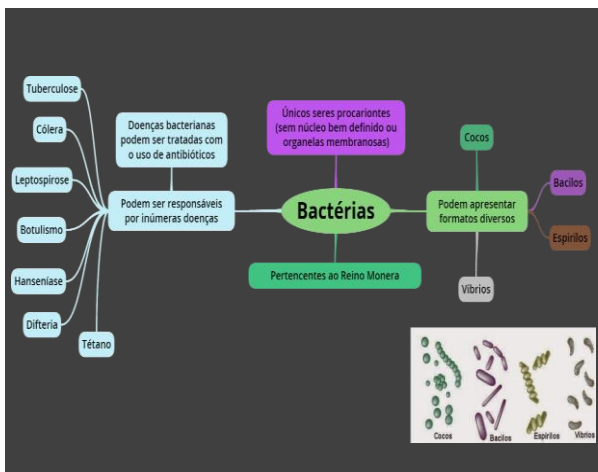 Tuberculose
Cólera
Leptospirose
Botulismo
Hanseníase
Difteria
Tétano
Doenças bacterianas
podem ser tratadas com
o uso de antibióticos
Podem ser responsáveis
por inúmeras doenças
Únicos seres procariontes
(sem núcleo bem definido ou
organelas membranosas)
Bactérias
Pertencentes ao Reino Monera
Podem apresentar
formatos diversos
Cocos
Bacilos
Espirilos
Vibrios
Cocos
Bacilos
Espirilos
Vibrios